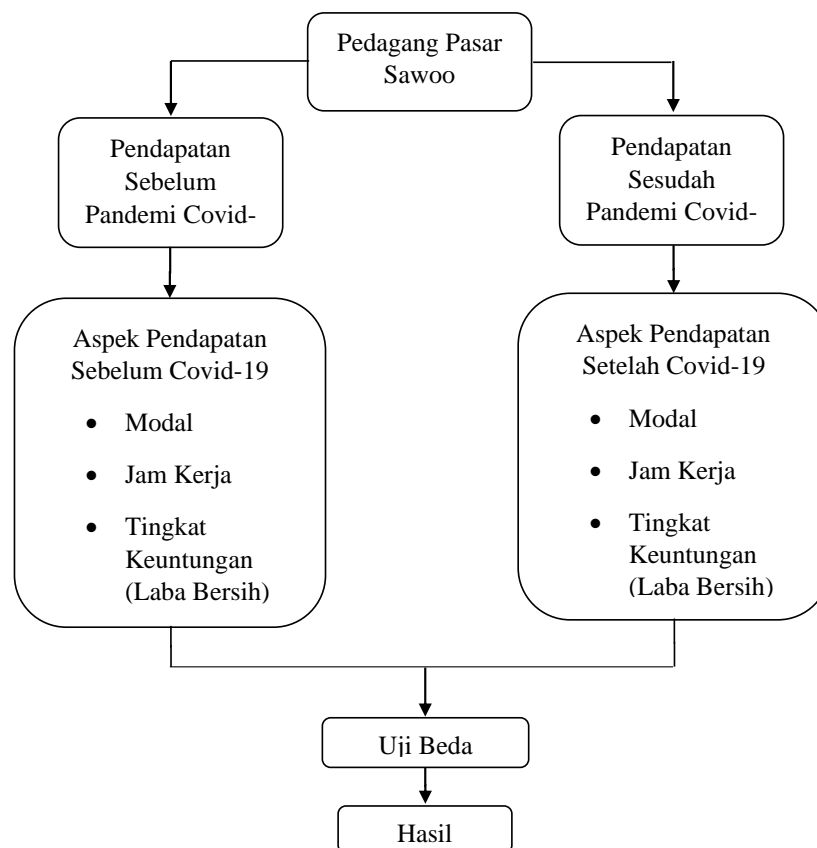 Pedagang Pasar
Sawoo
Pendapatan
Sebelum
Pandemi Covid-
Pendapatan
Sesudah
Pandemi Covid-
Aspek Pendapatan
Sebelum Covid-19
• Modal
• Jam Kerja
• Tingkat
Keuntungan
(Laba Bersih)
Aspek Pendapatan
Setelah Covid-19
• Modal
• Jam Kerja
• Tingkat
Keuntungan
(Laba Bersih)
Uji Beda
Hasil